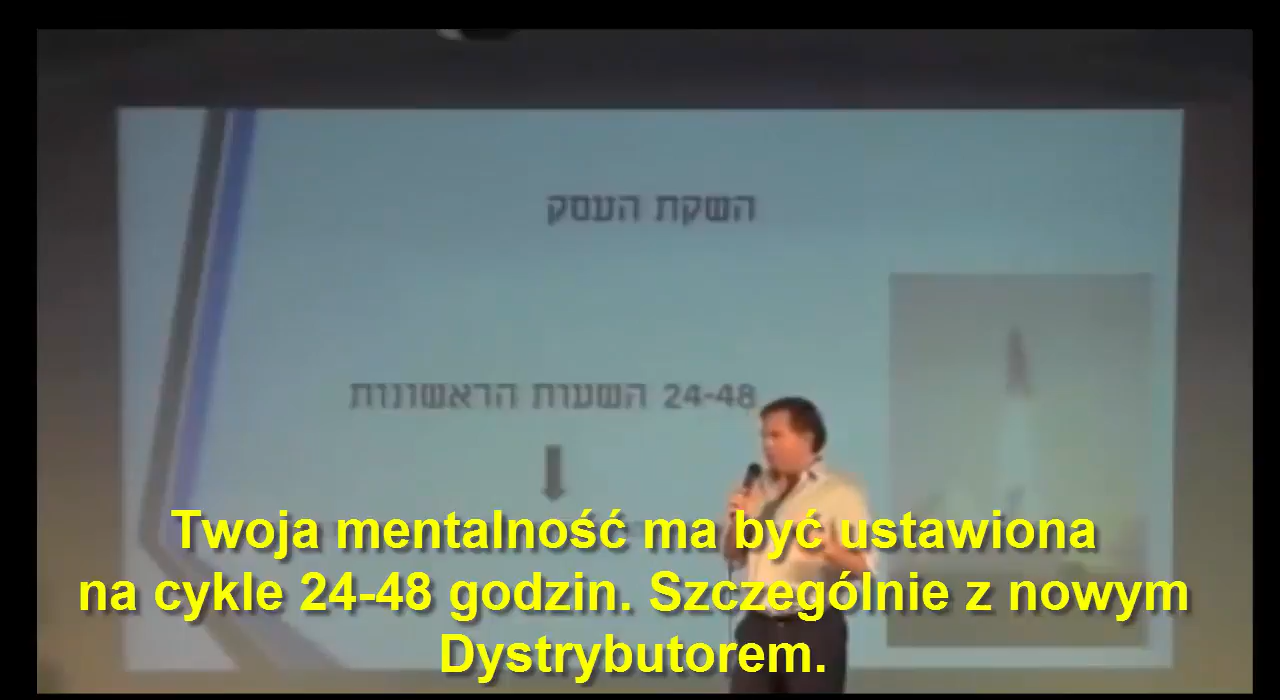 השקת העסק
24-48 השעות הראשונות
Twoja mentalność ma być ustawiona
na cykle 24-48 godzin. Szczególnie z nowym
Dystrybutorem.